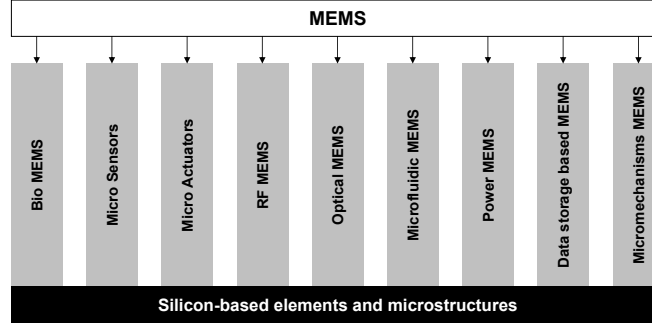 MEMS
Bio MEMS
Micro Sensors
Micro Actuators
RF MEMS
Optical MEMS
Microfluidic MEMS
Power MEMS
Data storage based MEMS
Micromechanisms MEMS
Silicon-based elements and microstructures